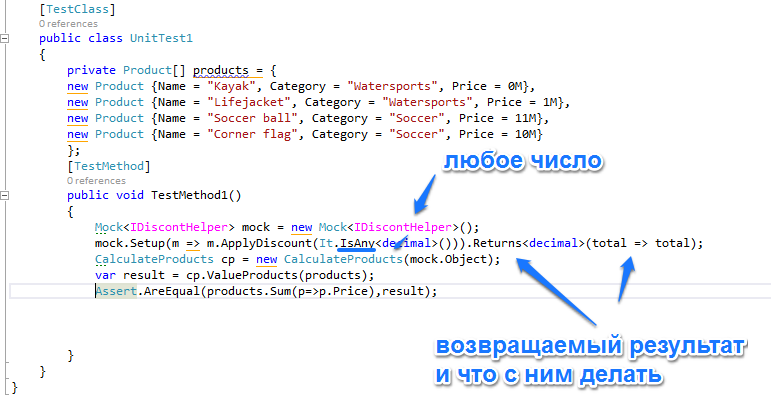 [TestClass]
0 references
public class UnitTest1
{
private Product[] products = {
new Product {Name = "Kayak", Category = "Watersports", Price = 0M},
new Product {Name = "Lifejacket", Category = "Watersports", Price = 1M},
new Product {Name = "Soccer ball", Category = "Soccer", Price = 11M},
new Product {Name = "Corner flag", Category = "Soccer", Price = 10M}
};
[TestMethod]
0 references
public void TestMethod1()
любое число
{
Mock<IDiscontHelper> mock = new Mock<IDiscontHelper>();
mock.Setup(m => m.ApplyDiscount(It.IsAny<decimal>())).Returns<decimal>(total => total);
CalculateProducts cp = new CalculateProducts(mock.Object);
var result = cp.ValueProducts(products);
Assert.AreEqual(products.Sum(p=>p.Price),result);
возвращаемый результат
и что с ним делать
}
}
}